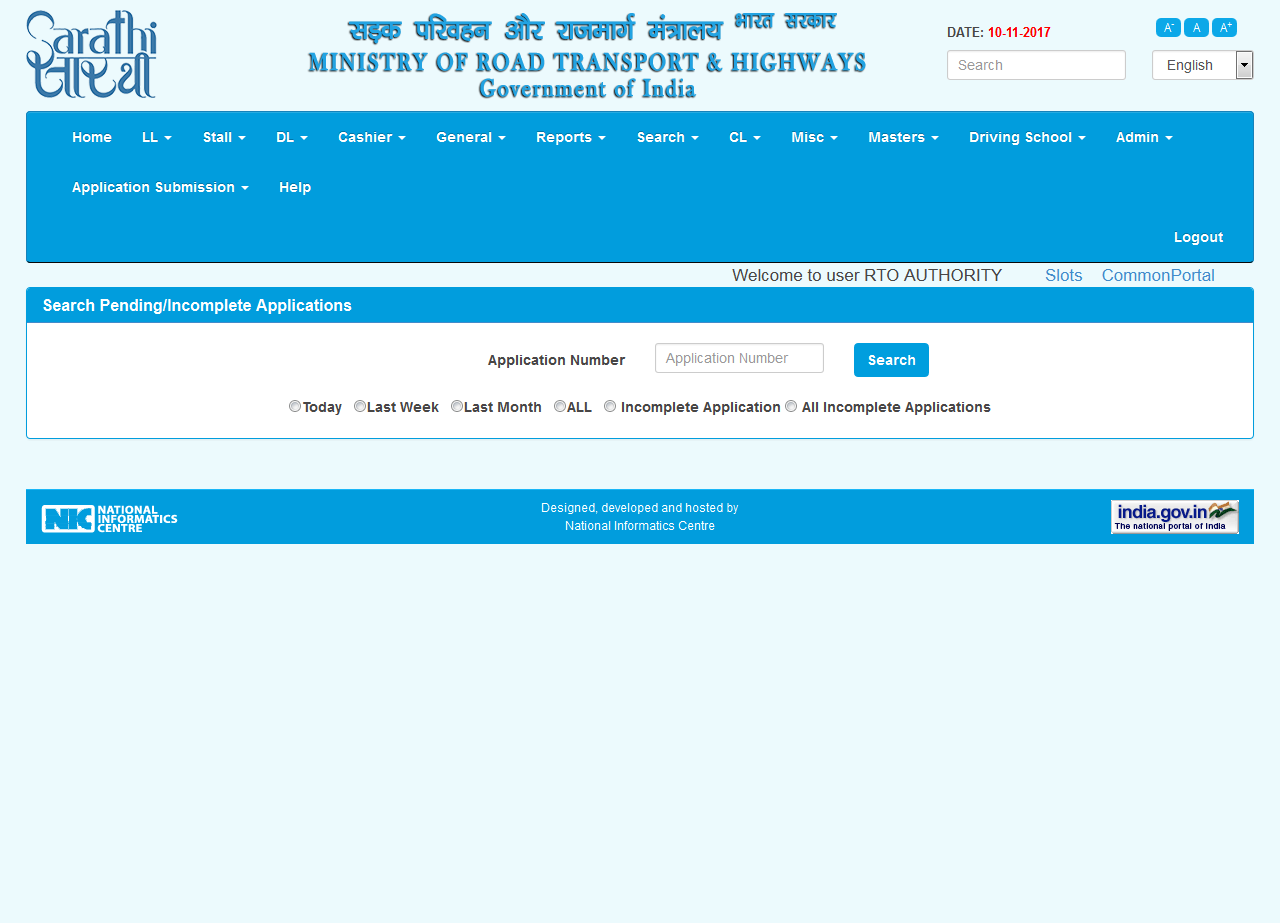 Sarathi
सारथी
सड़क परिवहन और राजमार्ग मंत्रालय भारत सरकार
MINISTRY OF ROAD TRANSPORT & HIGHWAYS
Government of India
DATE: 10-11-2017
A- A A+
Search
English
Home LL Stall DL Cashier General Reports Search CL Misc Masters Driving School Admin
Application Submission Help
Logout
Welcome to user RTO AUTHORITY Slots CommonPortal
Search Pending/Incomplete Applications
Application Number Application Number Search
Today Last Week Last Month ALL Incomplete Application All Incomplete Applications
NIC NATIONAL
INFORMATICS
CENTRE
Designed, developed and hosted by
National Informatics Centre
india.gov.in
The national portal of India